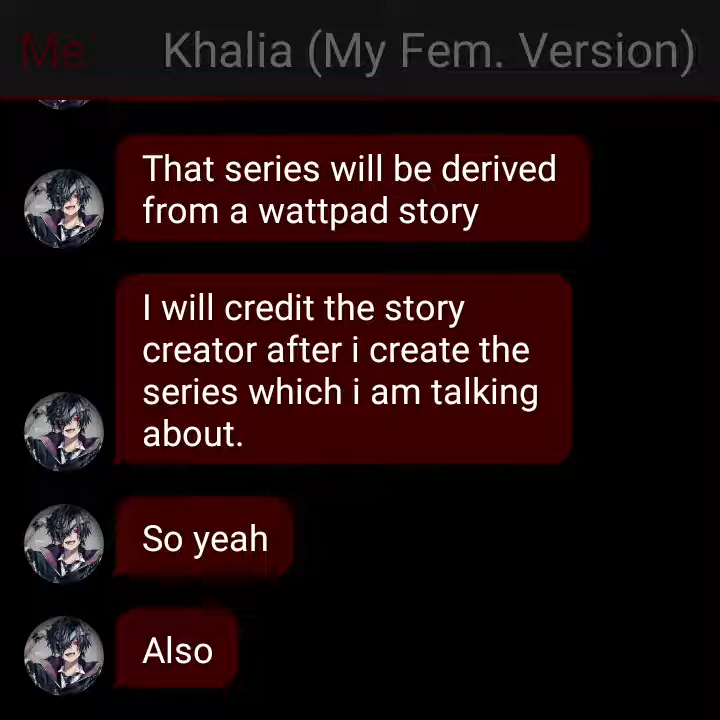 Me Khalia (My Fem. Version)
That series will be derived
from a wattpad story
I will credit the story
creator after i create the
series which i am talking
about.
So yeah
Also